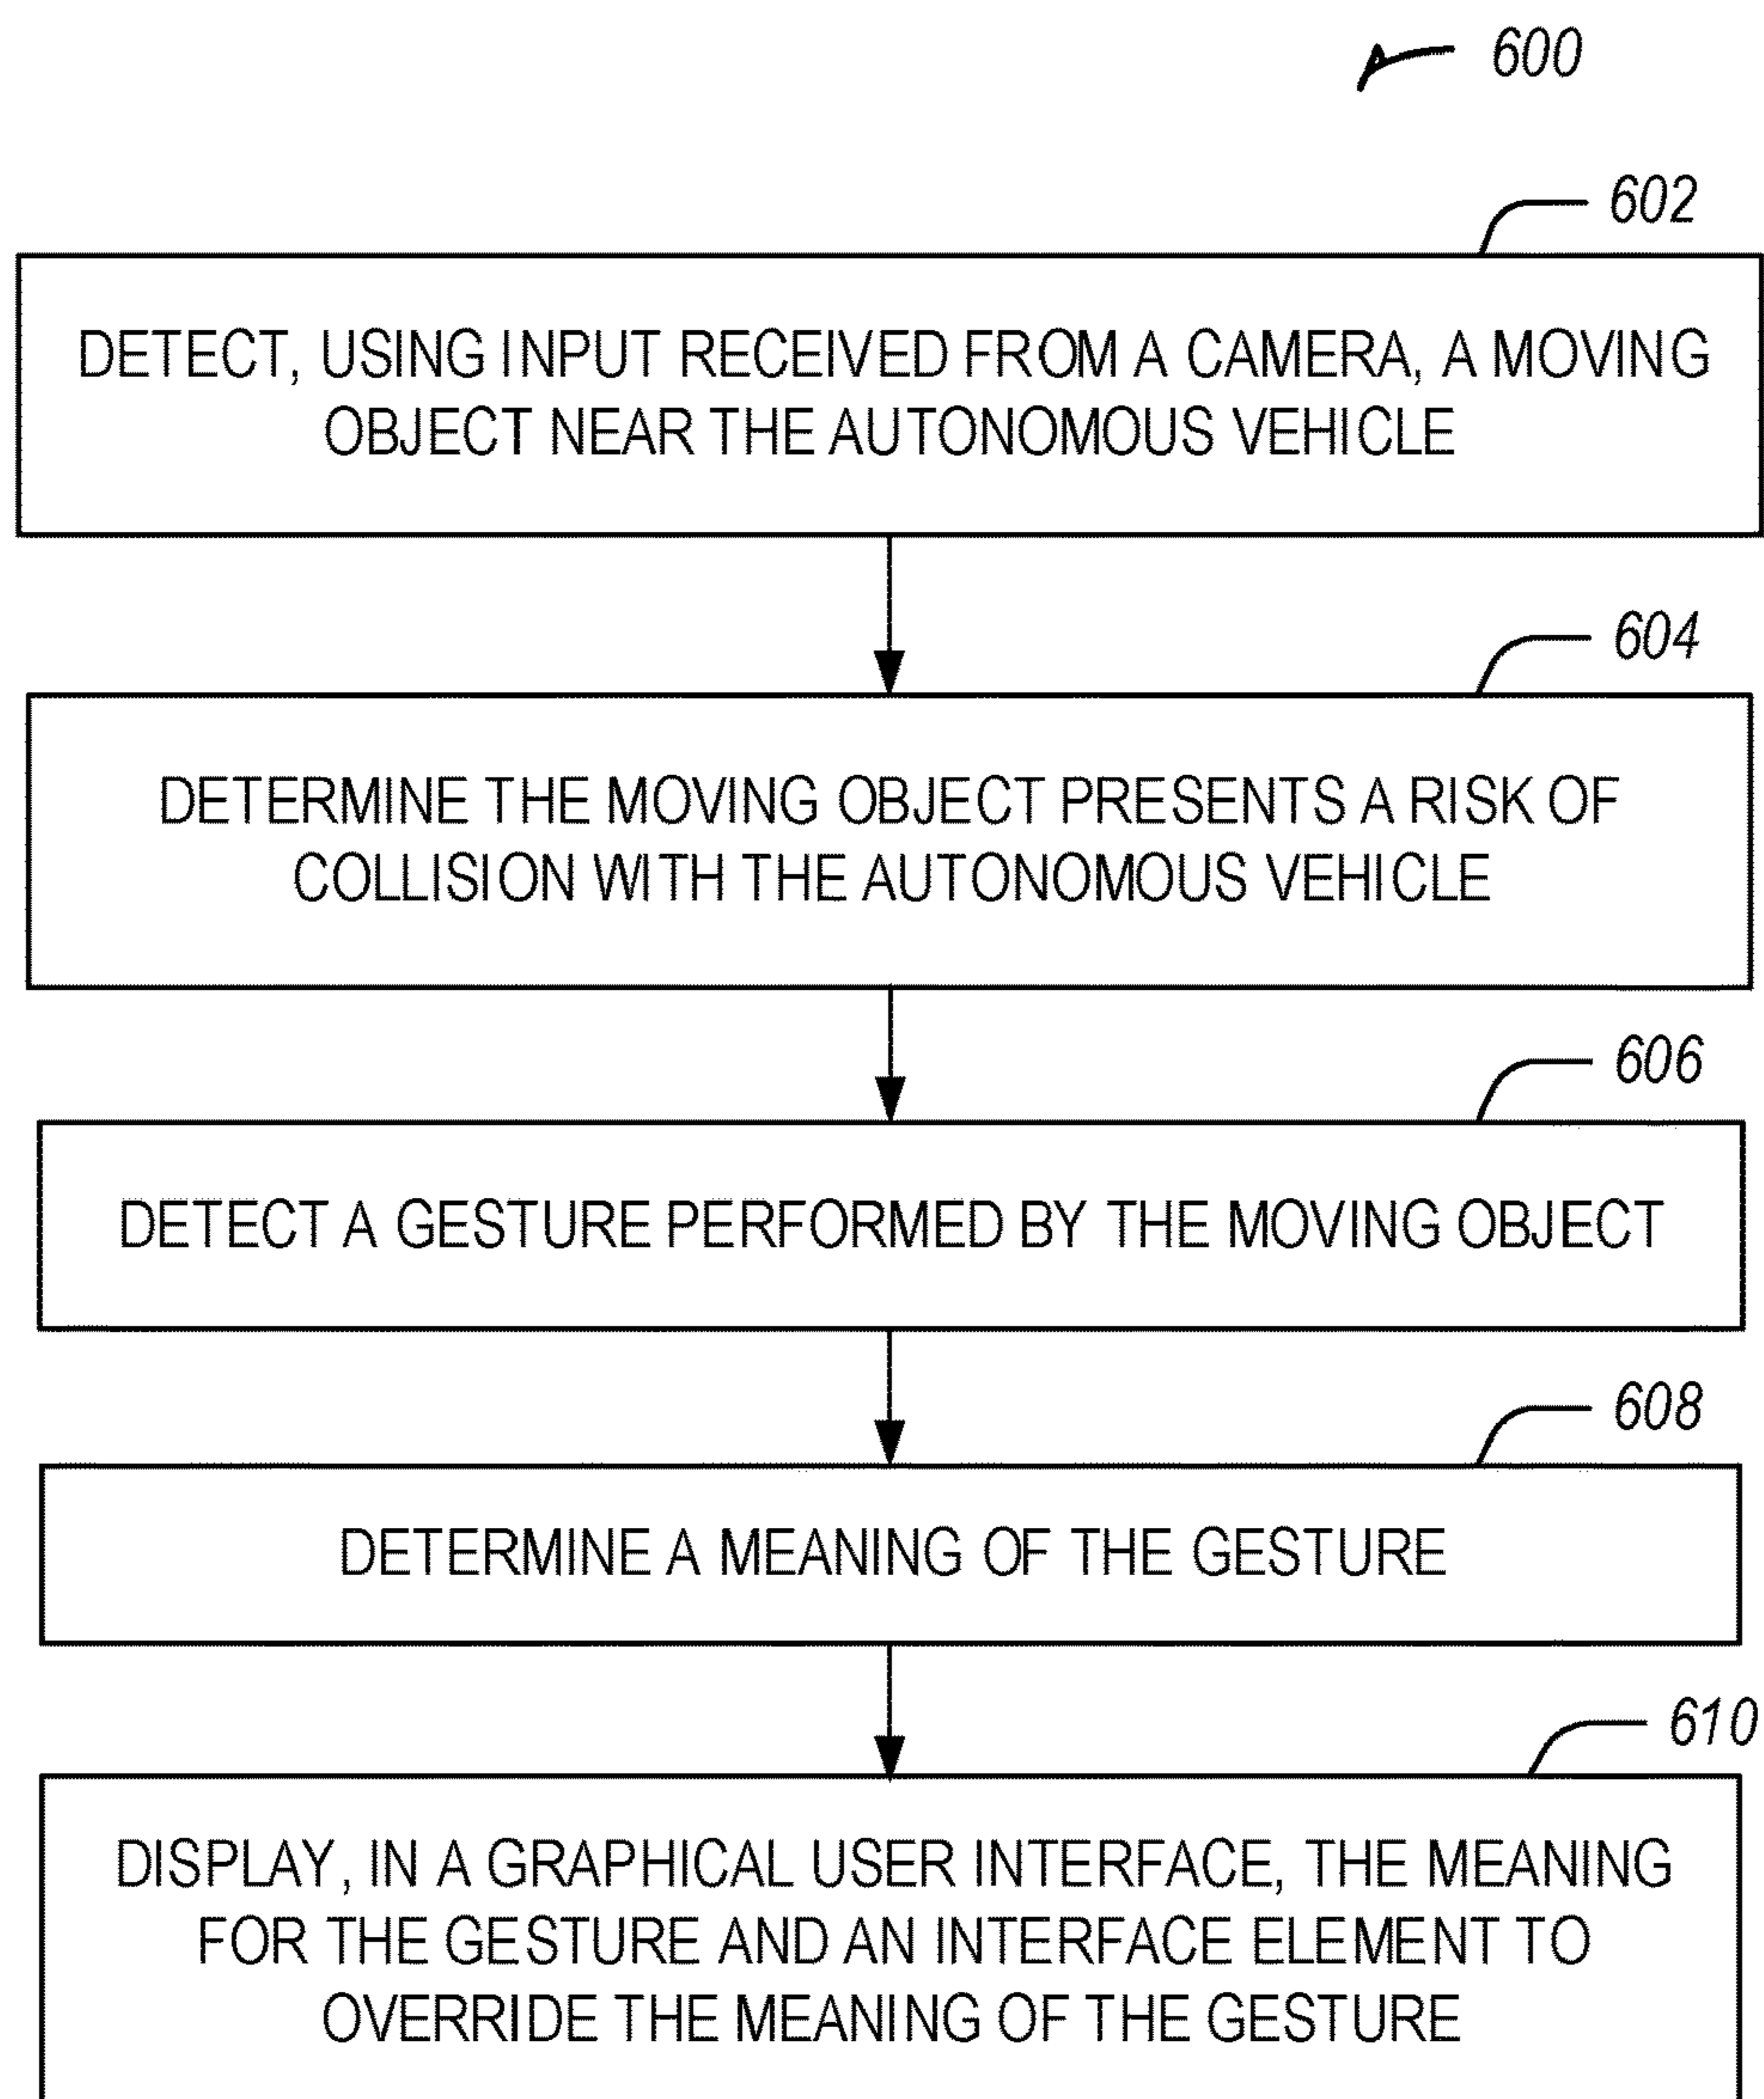 600
602
DETECT, USING INPUT RECEIVED FROM A CAMERA, A MOVING
OBJECT NEAR THE AUTONOMOUS VEHICLE
604
DETERMINE THE MOVING OBJECT PRESENTS A RISK OF
COLLISION WITH THE AUTONOMOUS VEHICLE
606
DETECT A GESTURE PERFORMED BY THE MOVING OBJECT
608
DETERMINE A MEANING OF THE GESTURE
610
DISPLAY, IN A GRAPHICAL USER INTERFACE, THE MEANING
FOR THE GESTURE AND AN INTERFACE ELEMENT TO
OVERRIDE THE MEANING OF THE GESTURE